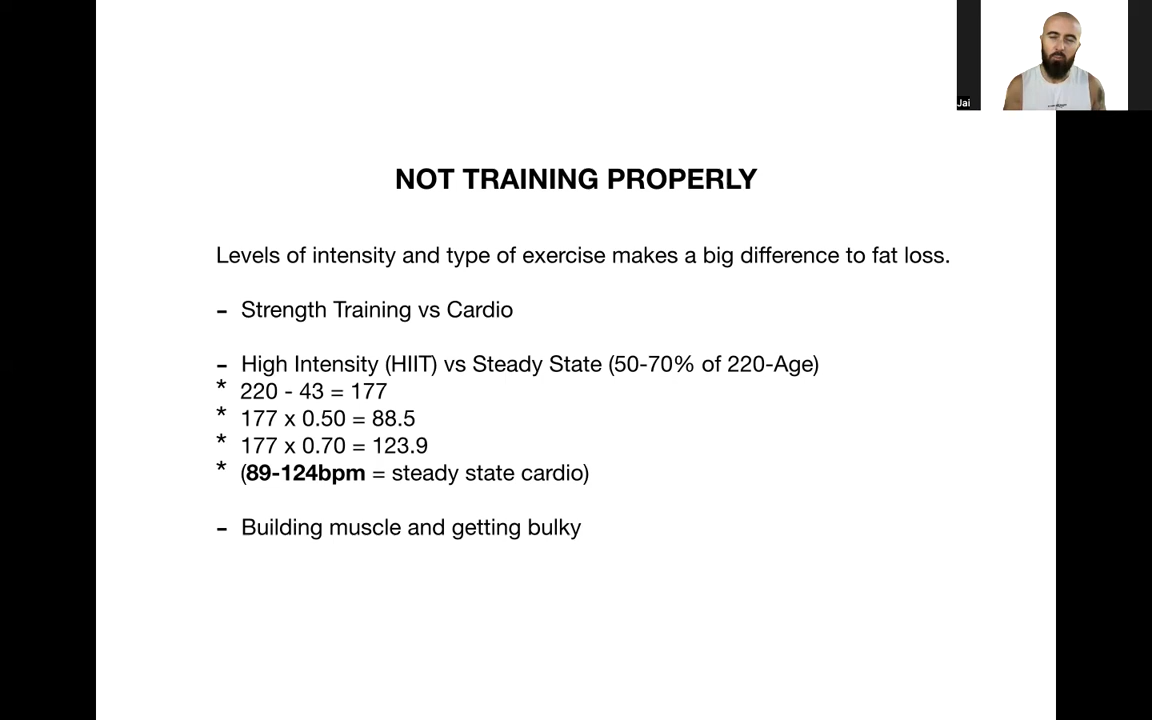 Jai
NOT TRAINING PROPERLY
Levels of intensity and type of exercise makes a big difference to fat loss.
- Strength Training vs Cardio
- High Intensity (HIIT) vs Steady State (50-70% of 220-Age)
* 220 - 43 = 177
* 177 x 0.50 = 88.5
* 177 x 0.70 = 123.9
* (89-124bpm = steady state cardio)
- Building muscle and getting bulky